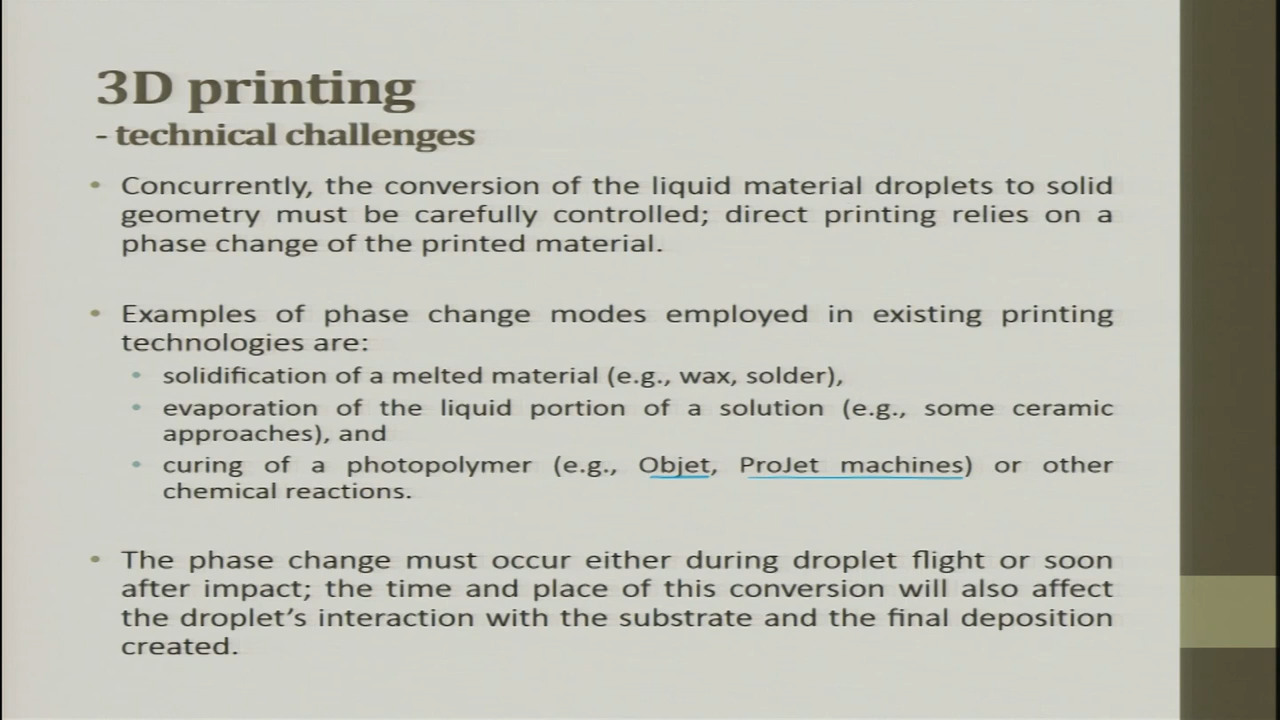 3D printing
- technical challenges
• Concurrently, the conversion of the liquid material droplets to solid
geometry must be carefully controlled; direct printing relies on a
phase change of the printed material.
• Examples of phase change modes employed in existing printing
technologies are:
• solidification of a melted material (e.g., wax, solder),
• evaporation of the liquid portion of a solution (e.g., some ceramic
approaches), and
• curing of a photopolymer (e.g., Objet, ProJet machines) or other
chemical reactions.
• The phase change must occur either during droplet flight or soon
after impact; the time and place of this conversion will also affect
the droplet’s interaction with the substrate and the final deposition
created.